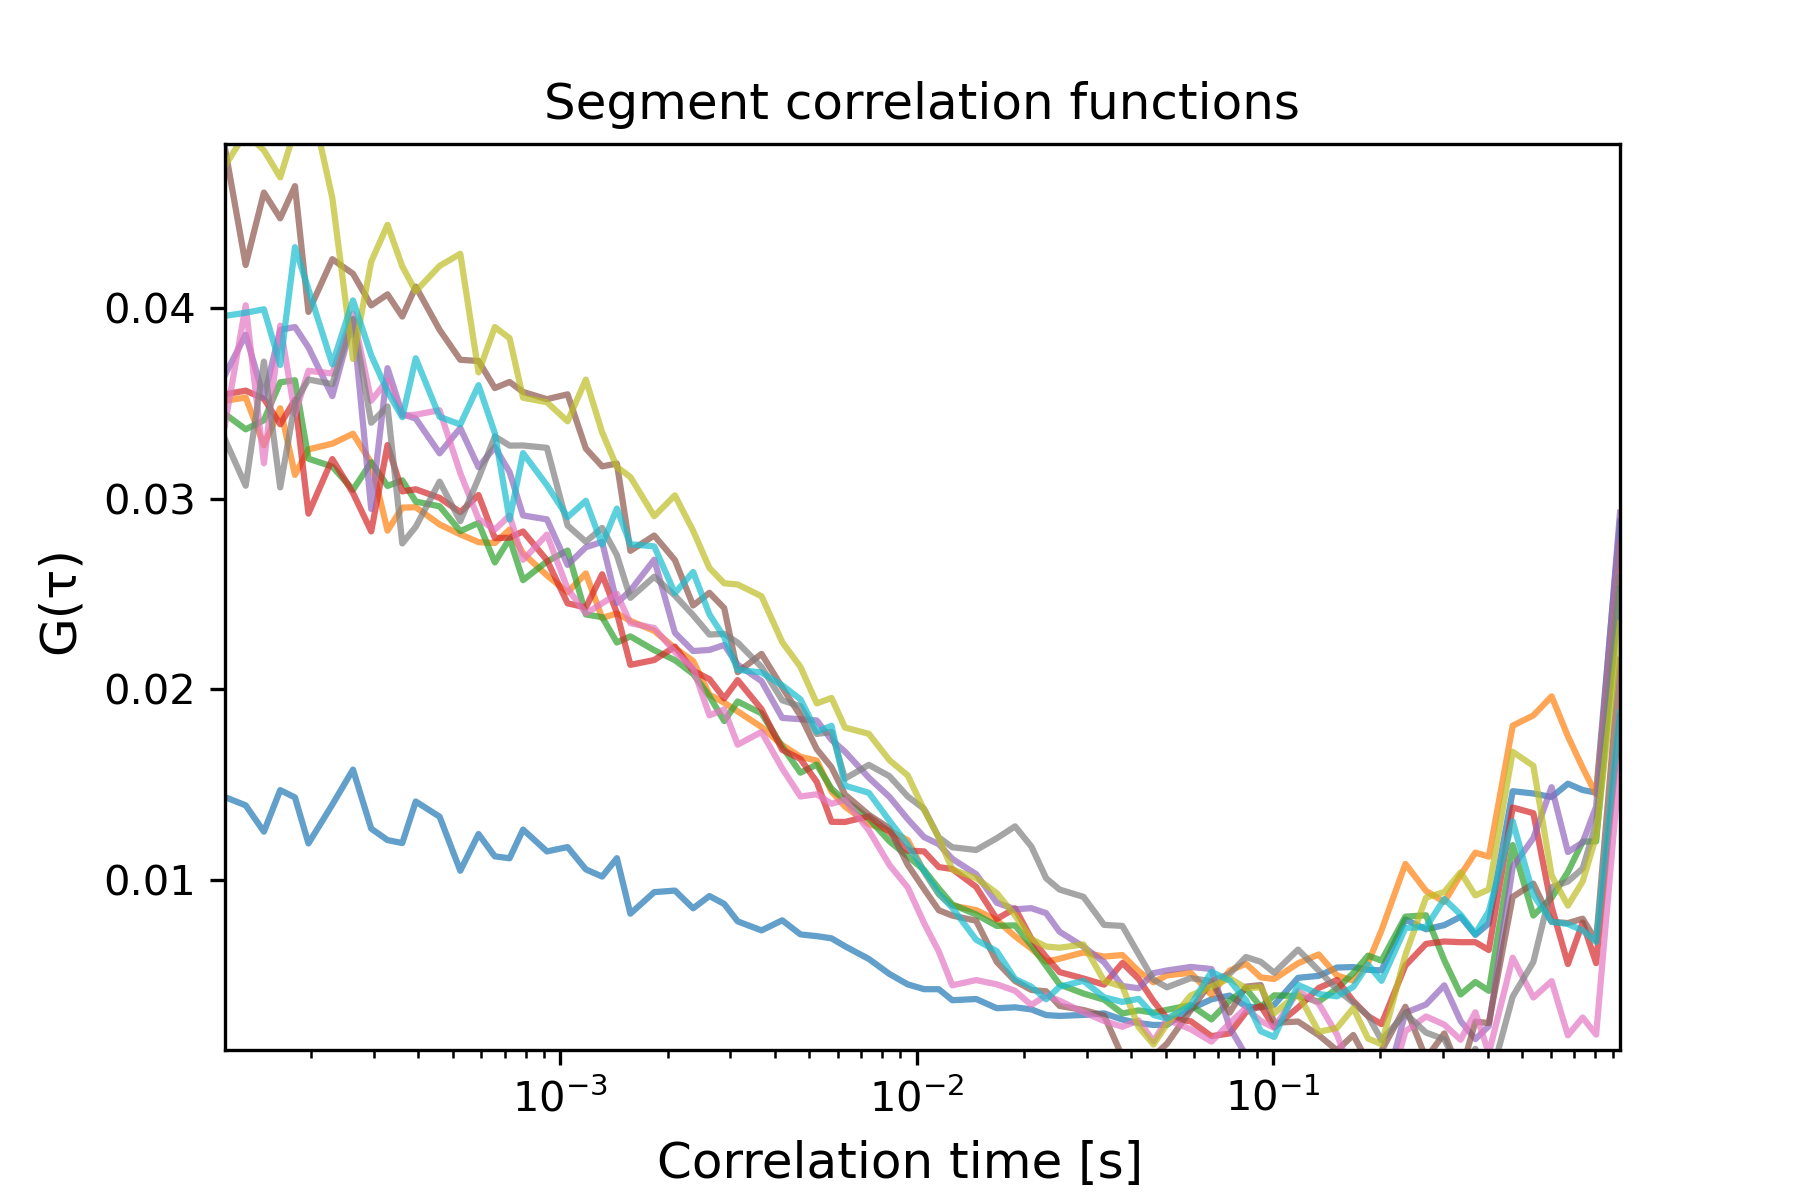 Segment correlation functions
0.04
0.03
0.02
0.01
G(τ)
10⁻³ 10⁻² 10⁻¹
Correlation time [s]